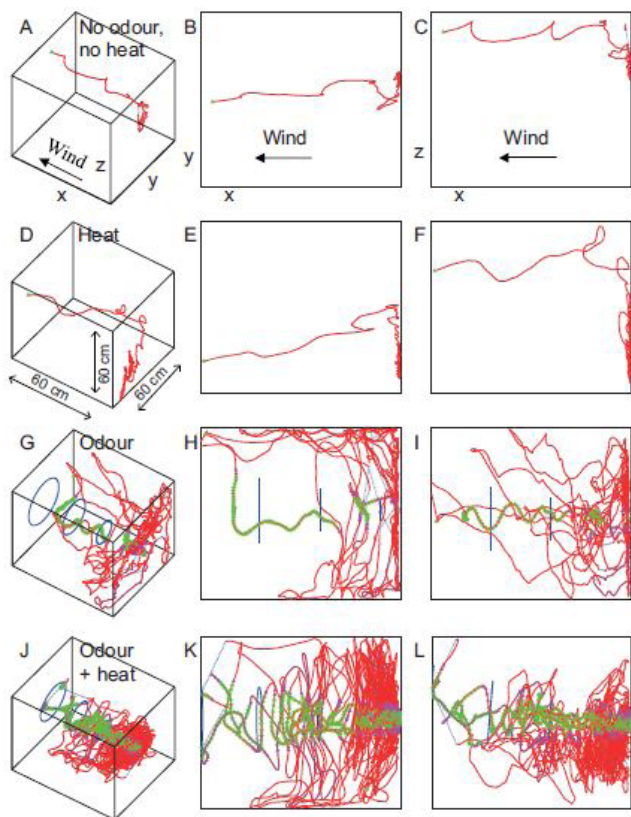 A No odour, no heat
B
C
Wind
z
y
x
Wind
x
y
Wind
x
z
D Heat
60 cm
60 cm
60 cm
E
F
G Odour
H
I
J Odour + heat
K
L